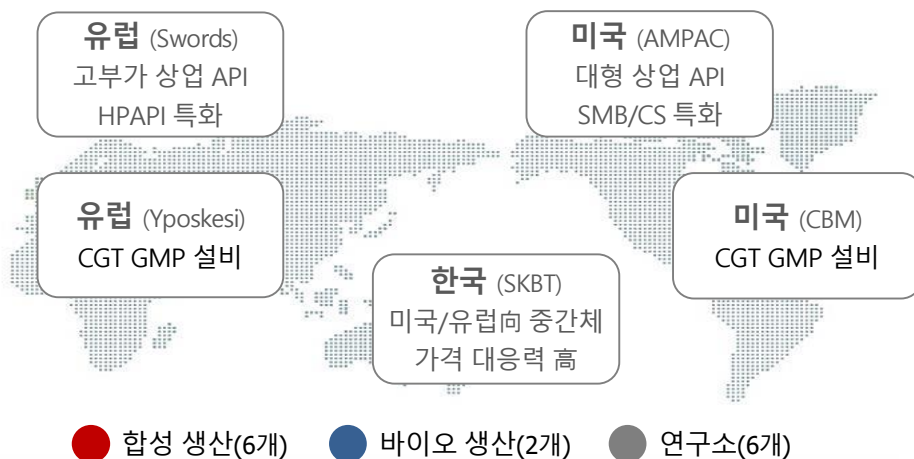 유럽 (Swords)
고부가 상업 API
HPAPI 특화
미국 (AMPAC)
대형 상업 API
SMB/CS 특화
유럽 (Yposkesi)
CGT GMP 설비
미국 (CBM)
CGT GMP 설비
한국 (SKBT)
미국/유럽向 중간체
가격 대응력 高
합성 생산(6개) 바이오 생산(2개) 연구소(6개)